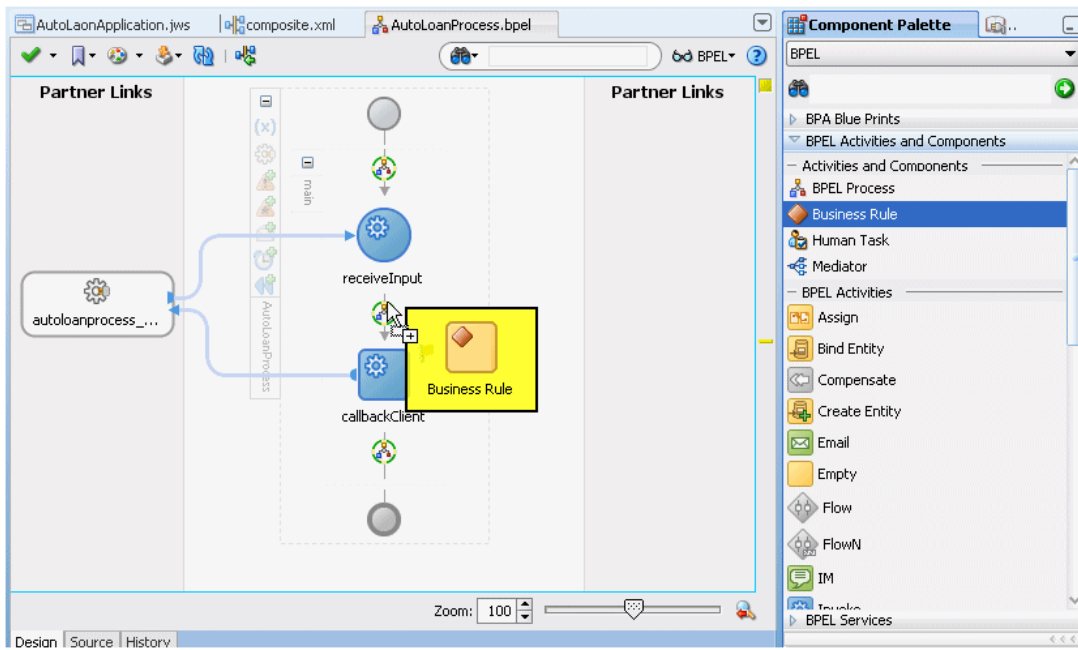 AutoLaonApplication.jws composite.xml AutoLoanProcess.bpel
BPEL
Partner Links
Partner Links
main
receiveInput
autoloanprocess_...
AutoLoanProcess
Business Rule
callbackClient
Zoom: 100
Design Source History
Component Palette
BPEL
BPA Blue Prints
BPEL Activities and Components
Activities and Components
BPEL Process
Business Rule
Human Task
Mediator
BPEL Activities
Assign
Bind Entity
Compensate
Create Entity
Email
Empty
Flow
FlowN
IM
Invoke
BPEL Services